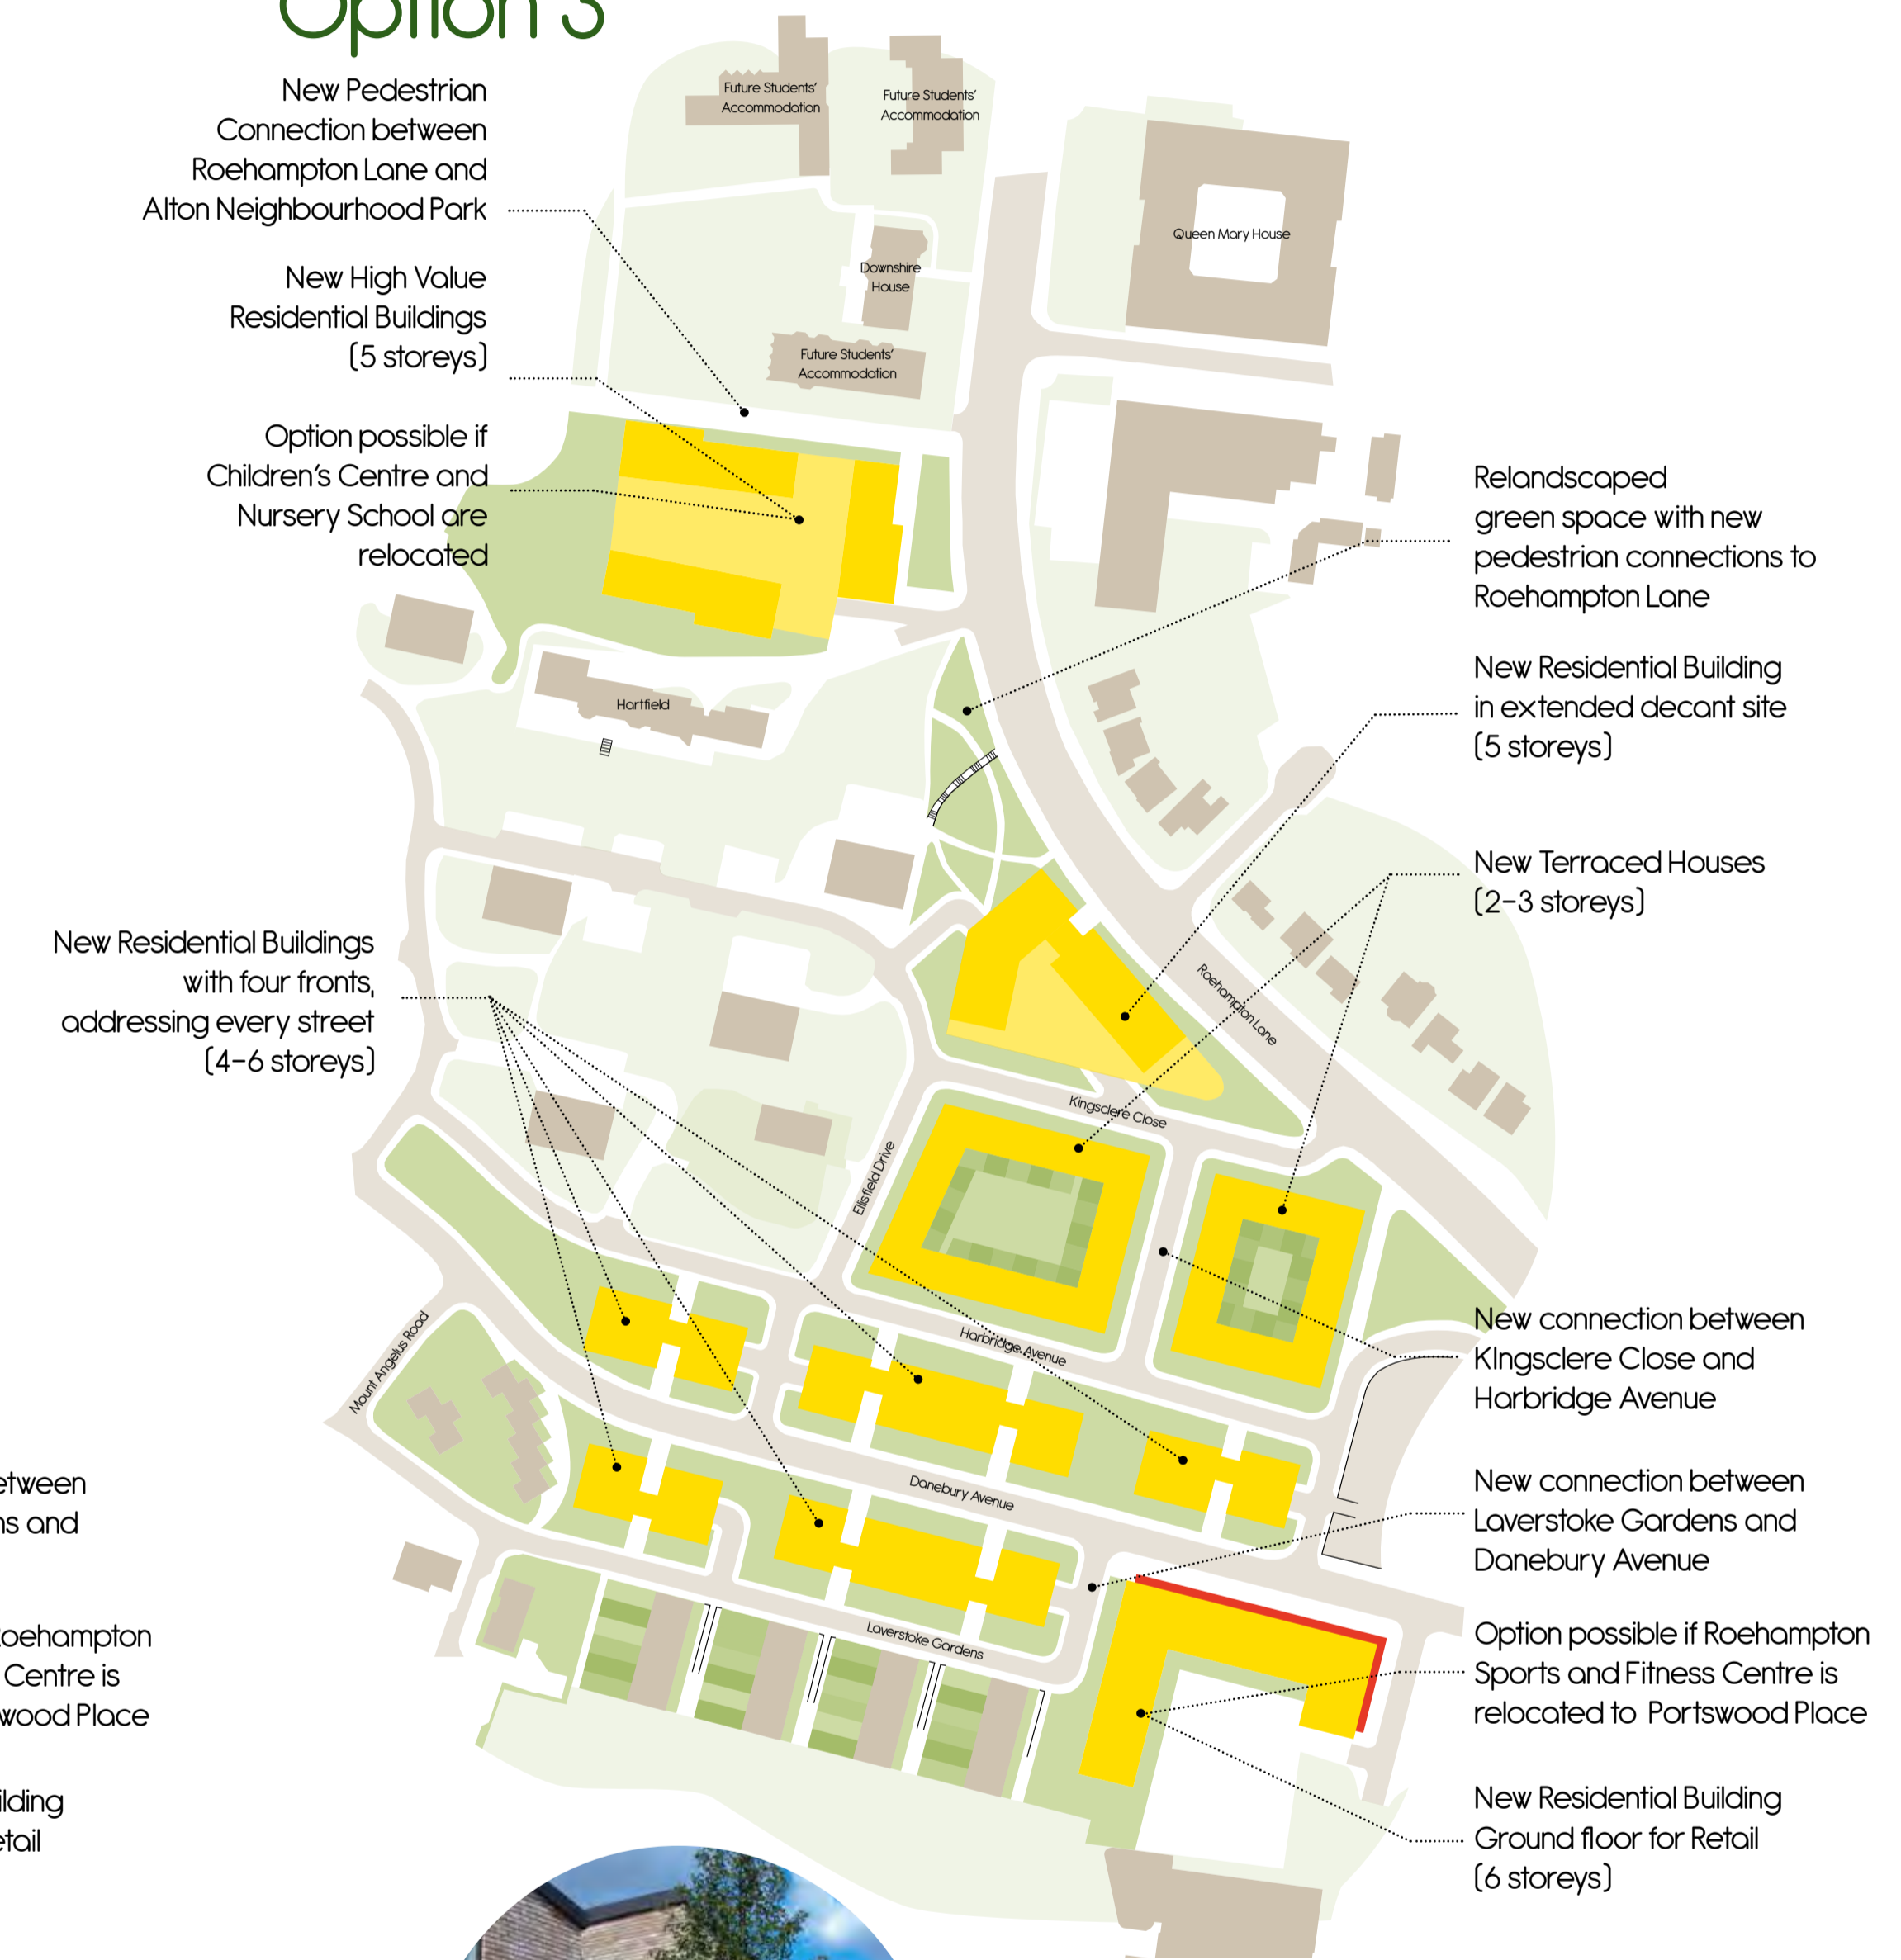 Option 3
New Pedestrian
Connection between
Roehampton Lane and
Alton Neighbourhood Park
New High Value
Residential Buildings
(5 storeys)
Option possible if
Children's Centre and
Nursery School are
relocated
New Residential Buildings
with four fronts,
addressing every street
(4-6 storeys)
etween
ns and
oehampton
Centre is
wood Place
ilding
etail
Future Students'
Accommodation
Future Students'
Accommodation
Queen Mary House
Downshire
House
Future Students'
Accommodation
Hartfield
Roehampton Lane
Kingsclere Close
Ellisfield Drive
Harbridge Avenue
Mount Angelus Road
Danebury Avenue
Laverstoke Gardens
Relandscaped
green space with new
pedestrian connections to
Roehampton Lane
New Residential Building
in extended decant site
(5 storeys)
New Terraced Houses
(2-3 storeys)
New connection between
KIngsclere Close and
Harbridge Avenue
New connection between
Laverstoke Gardens and
Danebury Avenue
Option possible if Roehampton
Sports and Fitness Centre is
relocated to Portswood Place
New Residential Building
Ground floor for Retail
(6 storeys)